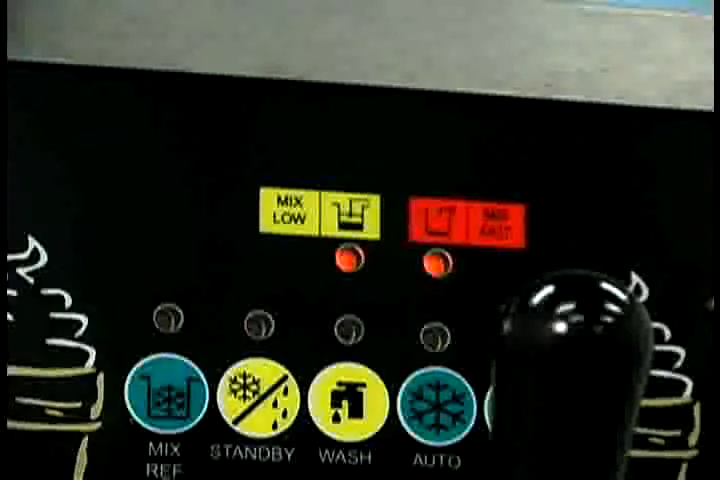 MIX
LOW
MIX
REF
STANDBY
WASH
AUTO